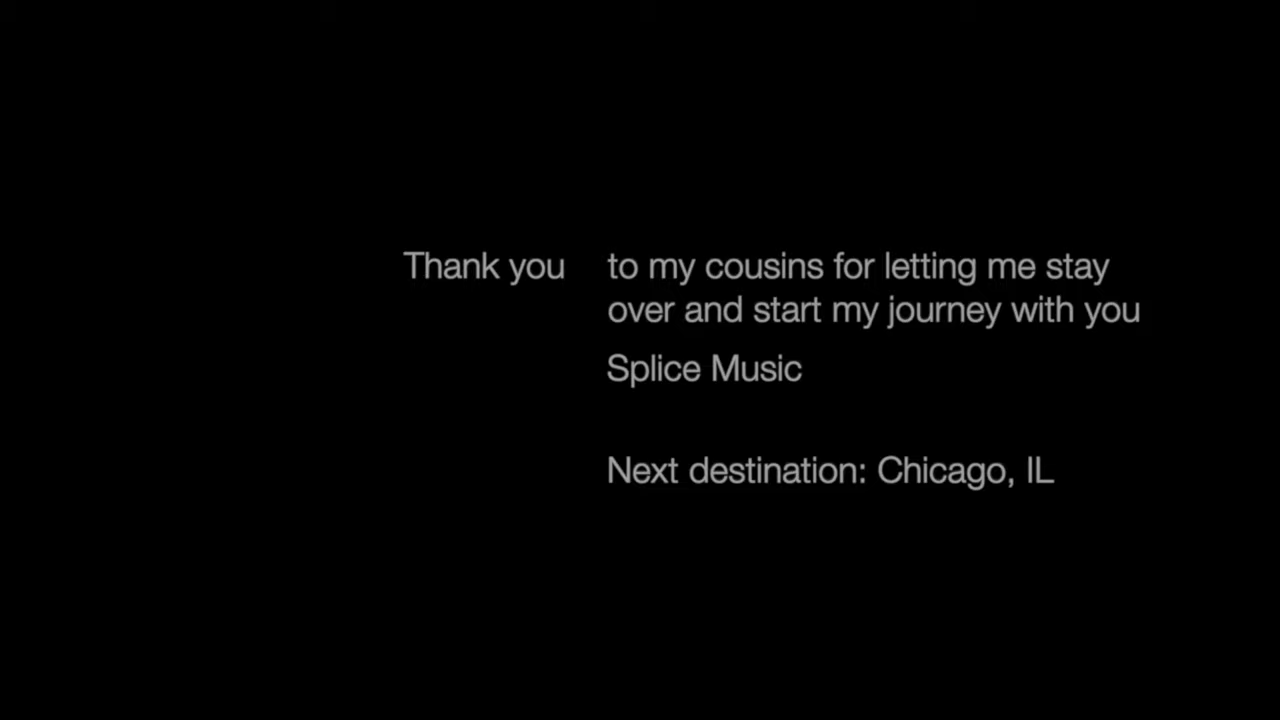 Thank you to my cousins for letting me stay
over and start my journey with you
Splice Music
Next destination: Chicago, IL